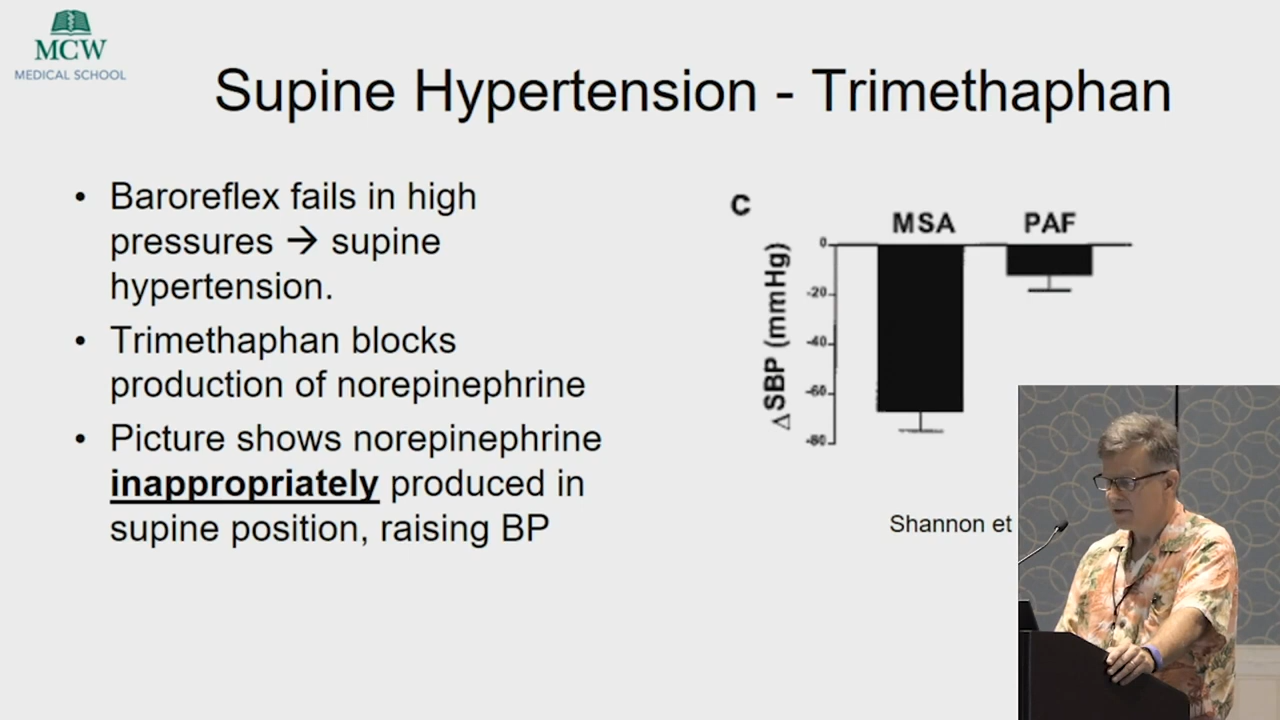 MCW
MEDICAL SCHOOL
Supine Hypertension - Trimethaphan
• Baroreflex fails in high
pressures → supine
hypertension.
• Trimethaphan blocks
production of norepinephrine
• Picture shows norepinephrine
inappropriately produced in
supine position, raising BP
C
MSA PAF
ΔSBP (mmHg)
0
-20
-40
-60
-80
Shannon et